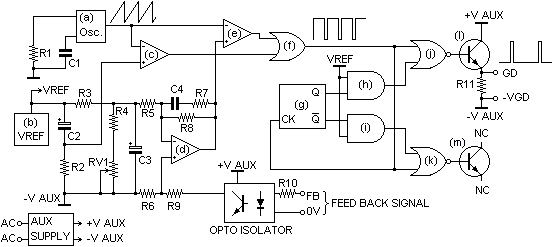 +V AUX
(a)
Osc.
(l)
R1
C1
(e)
(c)
(f)
(j)
GD
VREF
R11
VREF
R3
C4
R7
(h)
-VGD
R4
R5
R8
(g)
Q
-V AUX
(b)
VREF
C2
CK
Q̅
(i)
NC
(d)
(m)
R2
RV1
C3
+V AUX
(k)
R10
FB
-V AUX
R6
R9
0V
FEED BACK SIGNAL
NC
AC
AUX
SUPPLY
+V AUX
AC
-V AUX
OPTO ISOLATOR